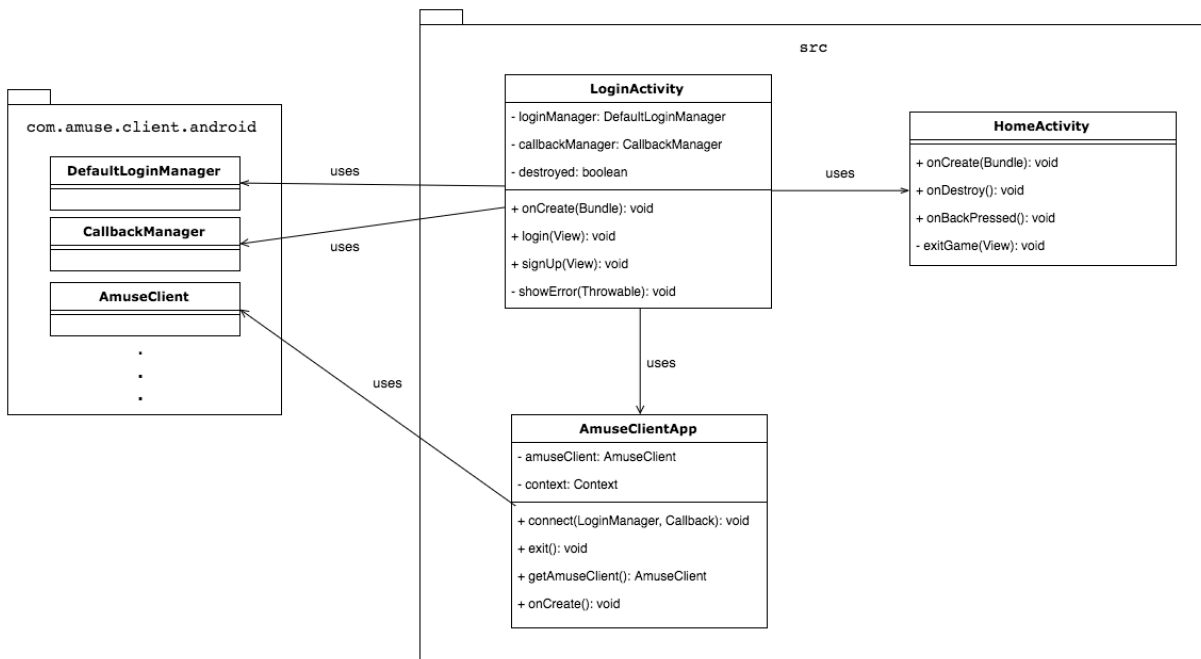 src
com.amuse.client.android
DefaultLoginManager
CallbackManager
AmuseClient
.
.
.
uses
uses
uses
LoginActivity
- loginManager: DefaultLoginManager
- callbackManager: CallbackManager
- destroyed: boolean
+ onCreate(Bundle): void
+ login(View): void
+ signUp(View): void
- showError(Throwable): void
uses
HomeActivity
+ onCreate(Bundle): void
+ onDestroy(): void
+ onBackPressed(): void
- exitGame(View): void
uses
AmuseClientApp
- amuseClient: AmuseClient
- context: Context
+ connect(LoginManager, Callback): void
+ exit(): void
+ getAmuseClient(): AmuseClient
+ onCreate(): void